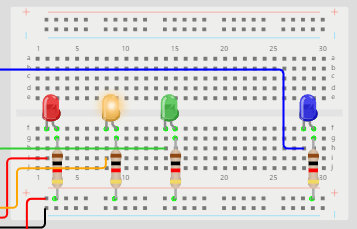 + +
1 5 10 15 20 25 30
a a
b b
c c
d d
e e
f f
g g
h h
i i
j j
1 5 10 15 20 25 30
+ +